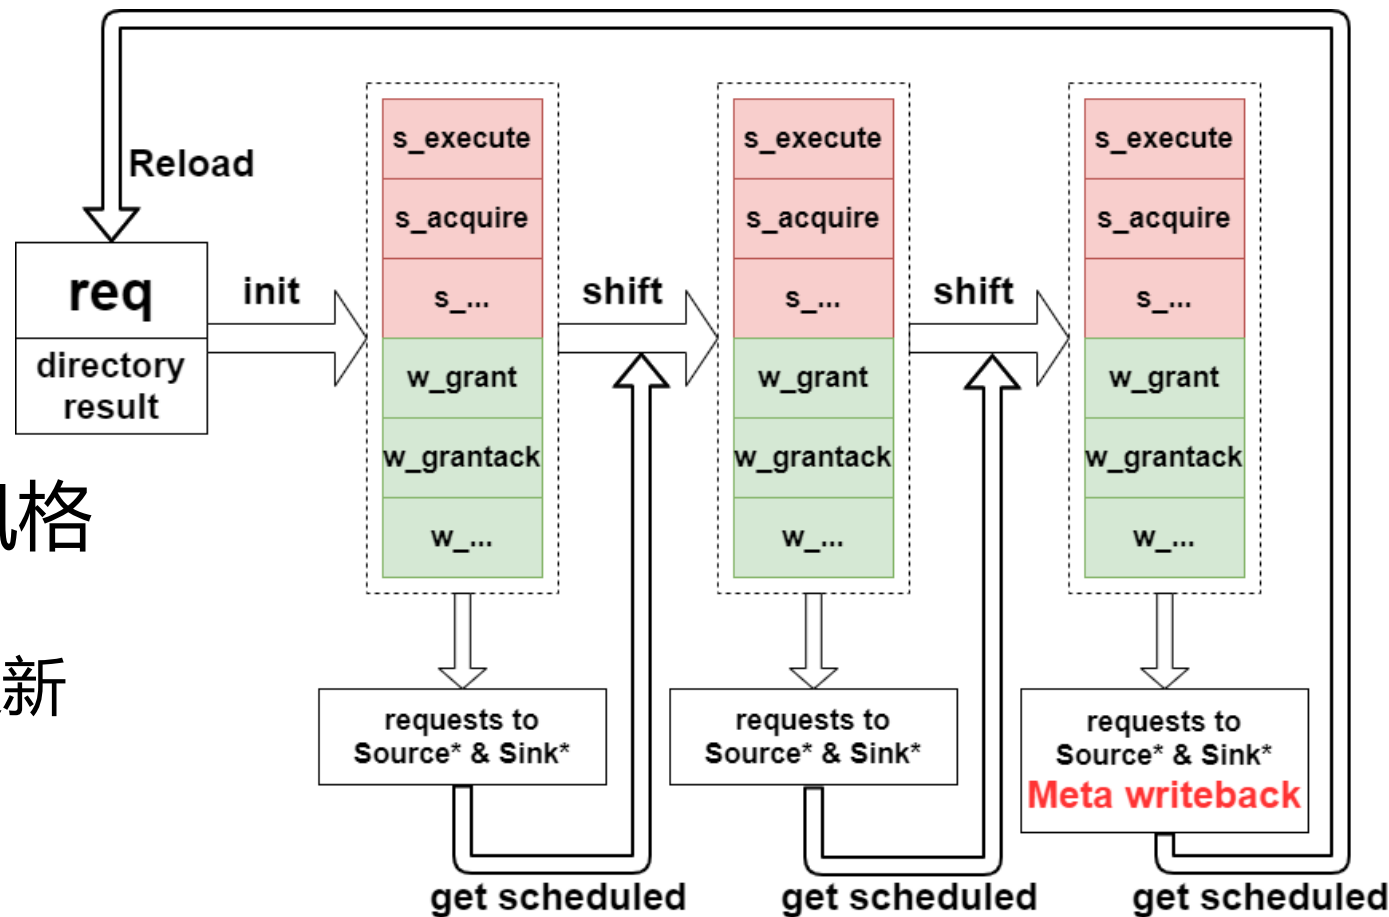 Reload
req
directory
result
init
s_execute
s_acquire
s_...
w_grant
w_grantack
w_...
shift
s_execute
s_acquire
s_...
w_grant
w_grantack
w_...
shift
s_execute
s_acquire
s_...
w_grant
w_grantack
w_...
格
新
requests to
Source* & Sink*
requests to
Source* & Sink*
requests to
Source* & Sink*
Meta writeback
get scheduled
get scheduled
get scheduled